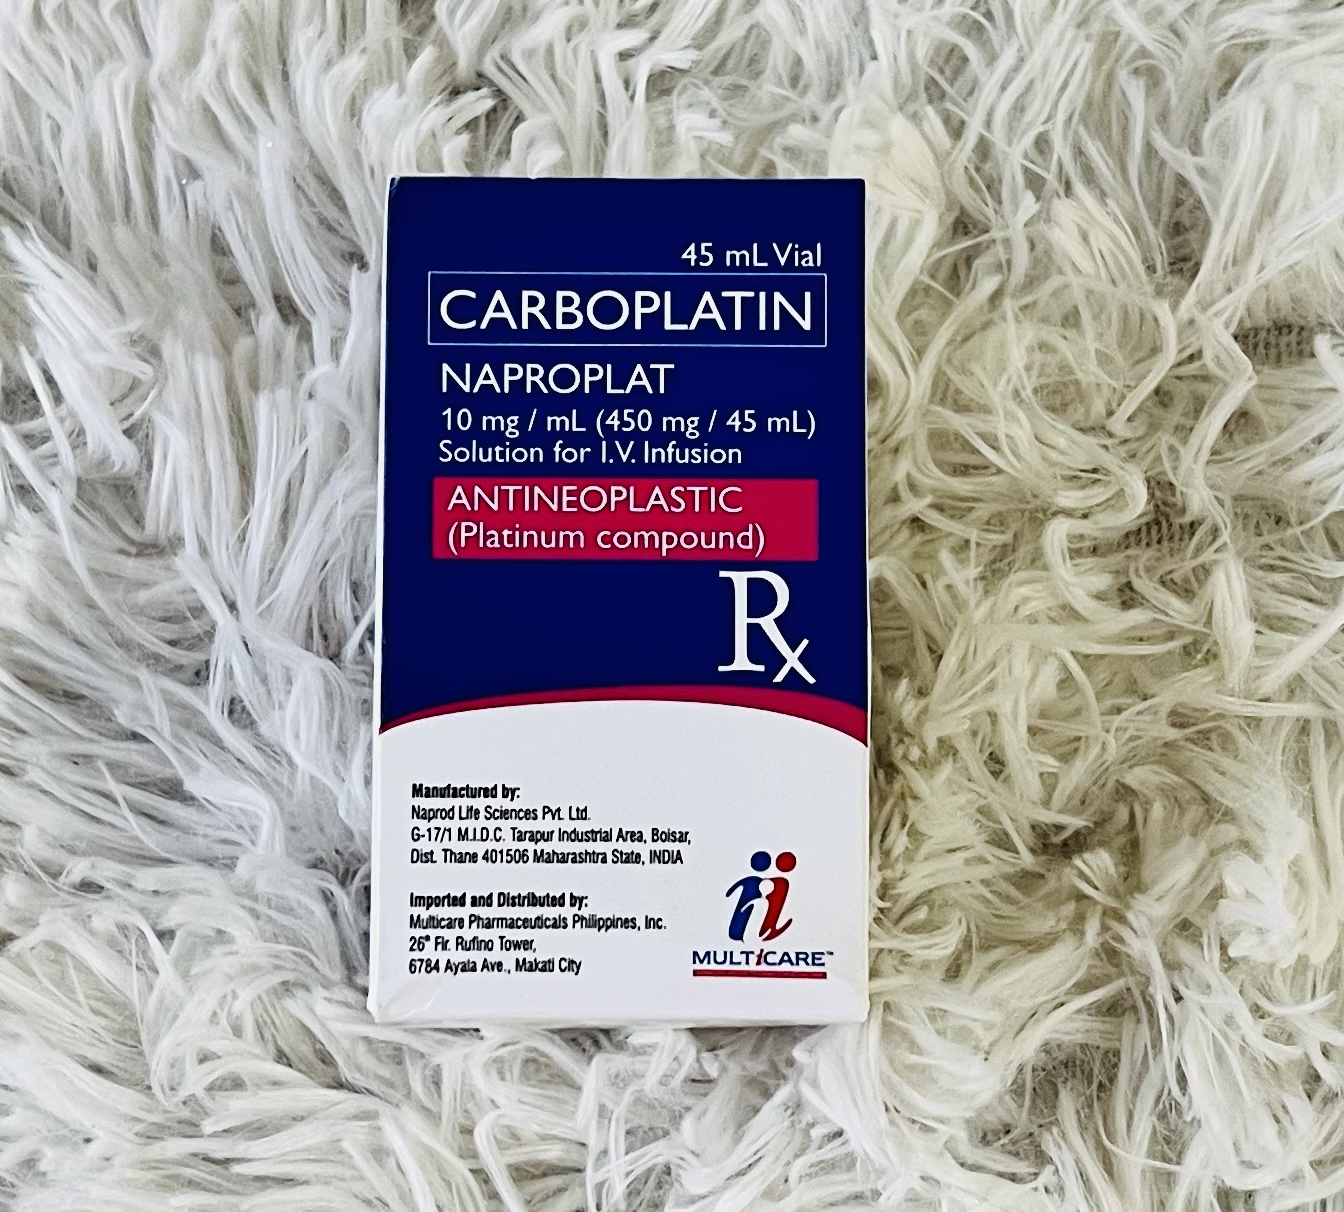 45 mL Vial
CARBOPLATIN
NAPROPLAT
10 mg / mL (450 mg / 45 mL)
Solution for I.V. Infusion
ANTINEOPLASTIC
(Platinum compound)
Rx
Manufactured by:
Naprod Life Sciences Pvt. Ltd.
G-17/1 M.I.D.C. Tarapur Industrial Area, Boisar,
Dist. Thane 401506 Maharashtra State, INDIA
Imported and Distributed by:
Multicare Pharmaceuticals Philippines, Inc.
26th Flr. Rufino Tower,
6784 Ayala Ave., Makati City
MULTiCARE™